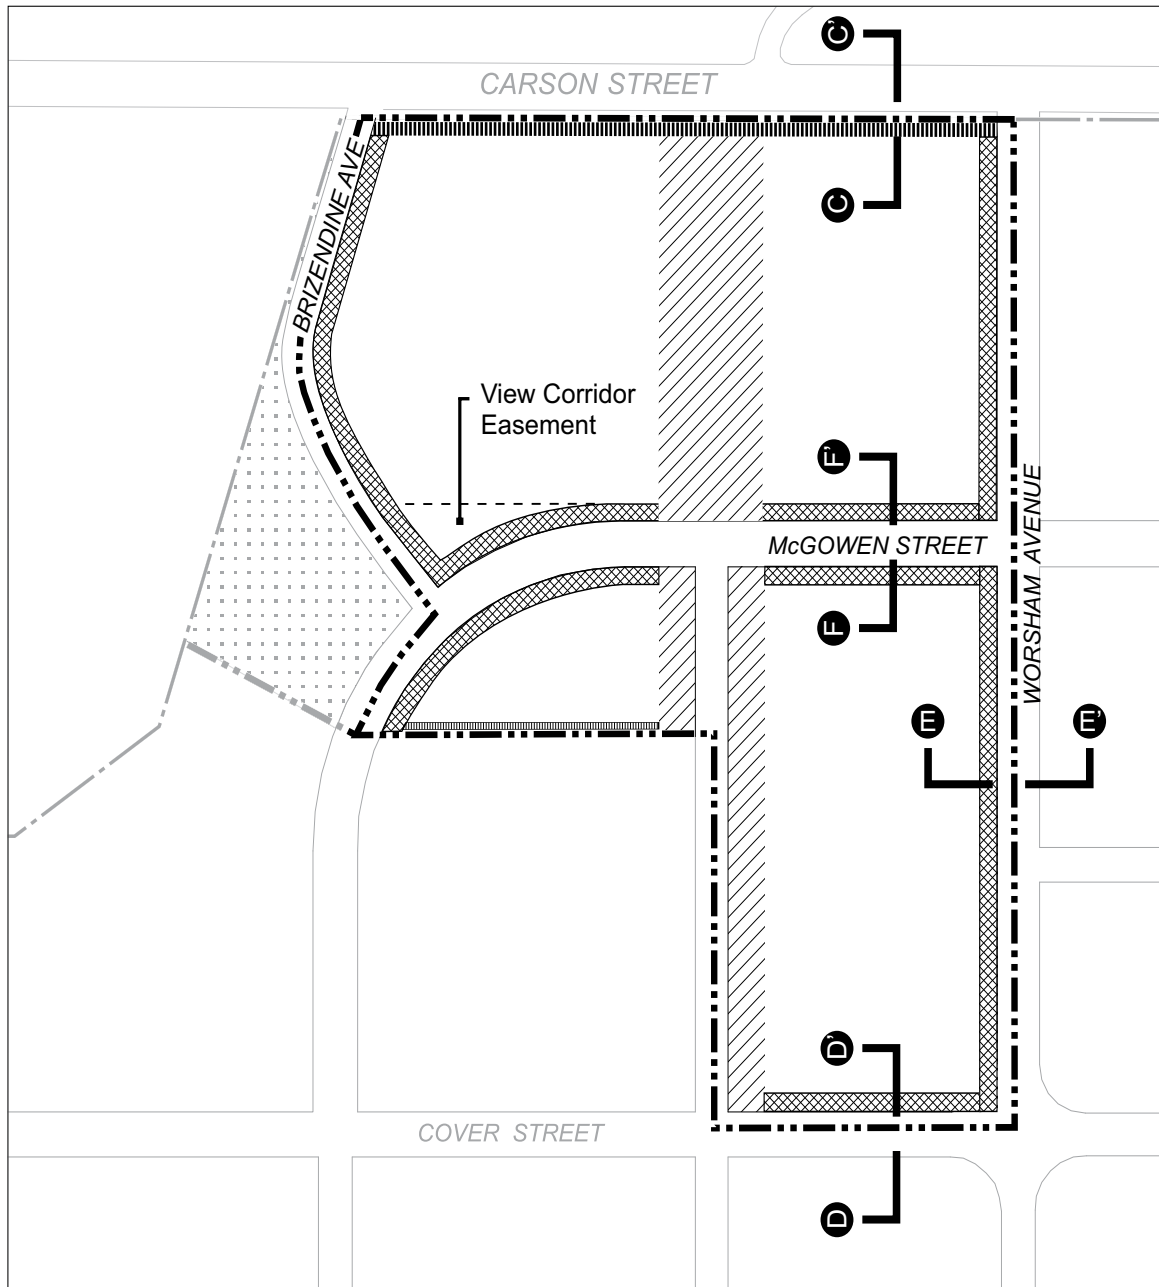 C'
CARSON STREET
BRIZENDINE AVE
C
View Corridor
Easement
F'
WORSHAM AVENUE
McGOWEN STREET
F
E
E'
D'
COVER STREET
D